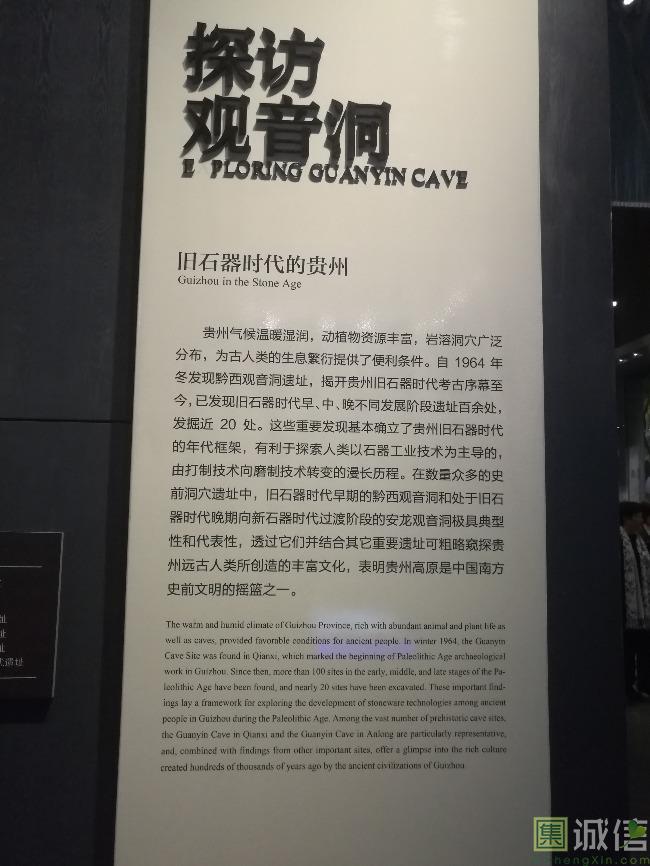 探访
观音洞
E PLORING GUANYIN CAVE
旧石器时代的贵州
Guizhou in the Stone Age
贵州气候温暖湿润，动植物资源丰富，岩溶洞穴广泛
分布，为古人类的生息繁衍提供了便利条件。自 1964 年
冬发现黔西观音洞遗址，揭开贵州旧石器时代考古序幕至
今，已发现旧石器时代早、中、晚不同发展阶段遗址百余处，
发掘近 20 处。这些重要发现基本确立了贵州旧石器时代
的年代框架，有利于探索人类以石器工业技术为主导的，
由打制技术向磨制技术转变的漫长历程。在数量众多的史
前洞穴遗址中，旧石器时代早期的黔西观音洞和处于旧石
器时代晚期向新石器时代过渡阶段的安龙观音洞极具典型
性和代表性，透过它们并结合其它重要遗址可粗略窥探贵
州远古人类所创造的丰富文化，表明贵州高原是中国南方
史前文明的摇篮之一。
The warm and humid climate of Guizhou Province, rich with abundant animal and plant life as
well as caves, provided favorable conditions for ancient people. In winter 1964, the Guanyin
Cave Site was found in Qianxi, which marked the beginning of Paleolithic Age archaeological
work in Guizhou. Since then, more than 100 sites in the early, middle, and late stages of the Pa-
leolithic Age have been found, and nearly 20 sites have been excavated. These important find-
ings lay a framework for exploring the development of stoneware technologies among ancient
people in Guizhou during the Paleolithic Age. Among the vast number of prehistoric cave sites,
the Guanyin Cave in Qianxi and the Guanyin Cave in Anlong are particularly representative,
and, combined with findings from other important sites, offer a glimpse into the rich culture
created hundreds of thousands of years ago by the ancient civilizations of Guizhou.
址
址
址
遗址
集 诚信
hengXin.com